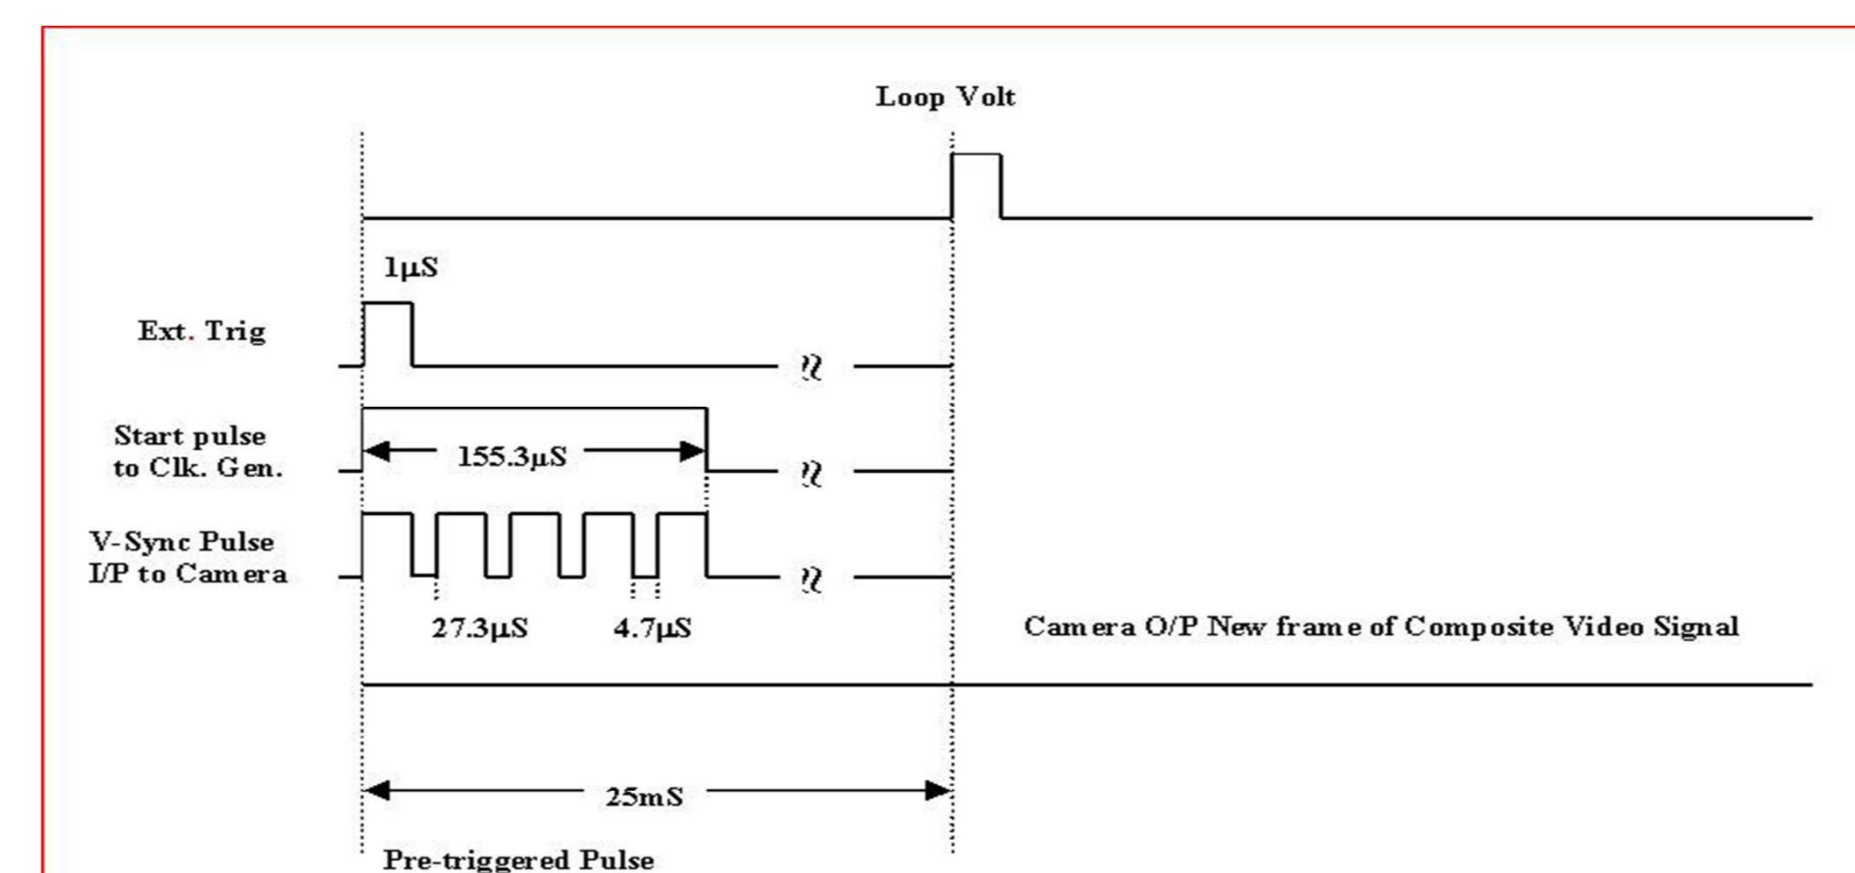 Loop Volt
1μS
Ext. Trig
Start pulse
to Clk. Gen.
155.3μS
V-Sync Pulse
I/P to Camera
27.3μS
4.7μS
Camera O/P New frame of Composite Video Signal
25mS
Pre-triggered Pulse